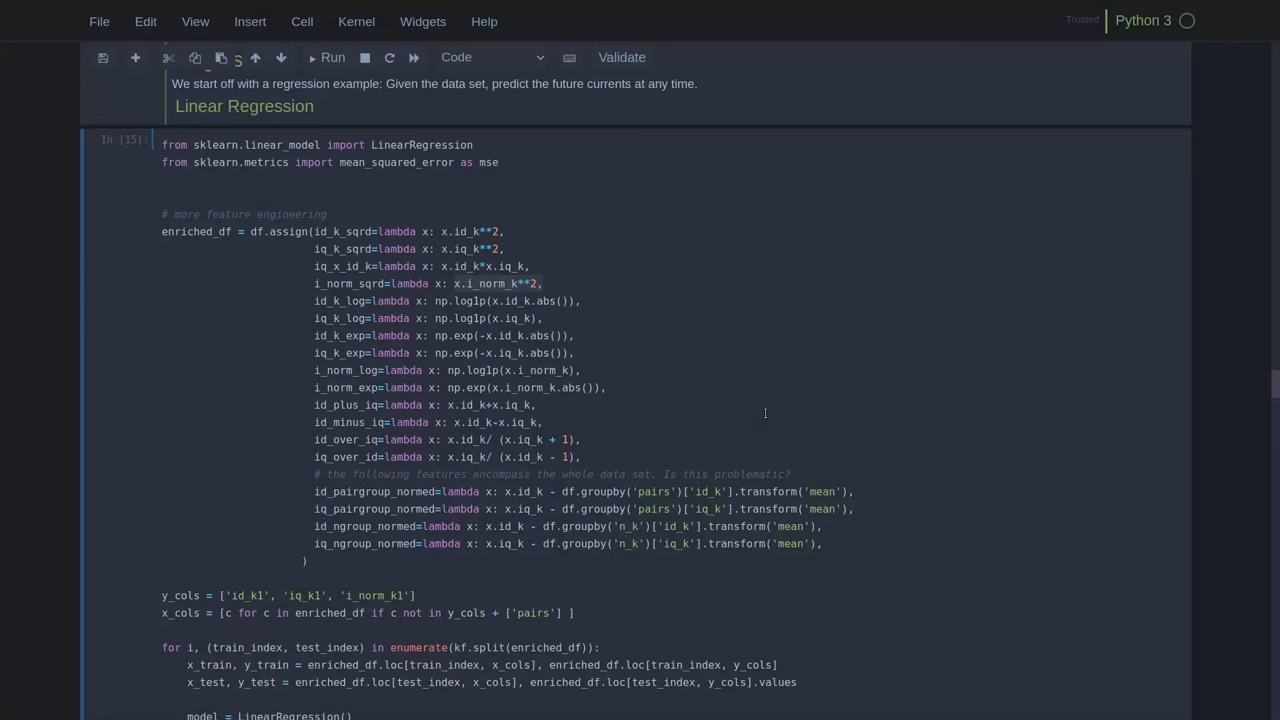 File Edit View Insert Cell Kernel Widgets Help Trusted Python 3
Run Code Validate
We start off with a regression example: Given the data set, predict the future currents at any time.
Linear Regression
In [15]:
from sklearn.linear_model import LinearRegression
from sklearn.metrics import mean_squared_error as mse
# more feature engineering
enriched_df = df.assign(id_k_sqrd=lambda x: x.id_k**2,
iq_k_sqrd=lambda x: x.iq_k**2,
iq_x_id_k=lambda x: x.id_k*x.iq_k,
i_norm_sqrd=lambda x: x.i_norm_k**2,
id_k_log=lambda x: np.log1p(x.id_k.abs()),
iq_k_log=lambda x: np.log1p(x.iq_k),
id_k_exp=lambda x: np.exp(-x.id_k.abs()),
iq_k_exp=lambda x: np.exp(-x.iq_k.abs()),
i_norm_log=lambda x: np.log1p(x.i_norm_k),
i_norm_exp=lambda x: np.exp(x.i_norm_k.abs()),
id_plus_iq=lambda x: x.id_k+x.iq_k,
id_minus_iq=lambda x: x.id_k-x.iq_k,
id_over_iq=lambda x: x.id_k/ (x.iq_k + 1),
iq_over_id=lambda x: x.iq_k/ (x.id_k - 1),
# the following features encompass the whole data set. Is this problematic?
id_pairgroup_normed=lambda x: x.id_k - df.groupby('pairs')['id_k'].transform('mean'),
iq_pairgroup_normed=lambda x: x.iq_k - df.groupby('pairs')['iq_k'].transform('mean'),
id_ngroup_normed=lambda x: x.id_k - df.groupby('n_k')['id_k'].transform('mean'),
iq_ngroup_normed=lambda x: x.iq_k - df.groupby('n_k')['iq_k'].transform('mean'),
)
y_cols = ['id_k1', 'iq_k1', 'i_norm_k1']
x_cols = [c for c in enriched_df if c not in y_cols + ['pairs'] ]
for i, (train_index, test_index) in enumerate(kf.split(enriched_df)):
x_train, y_train = enriched_df.loc[train_index, x_cols], enriched_df.loc[train_index, y_cols]
x_test, y_test = enriched_df.loc[test_index, x_cols], enriched_df.loc[test_index, y_cols].values
model = LinearRegression()